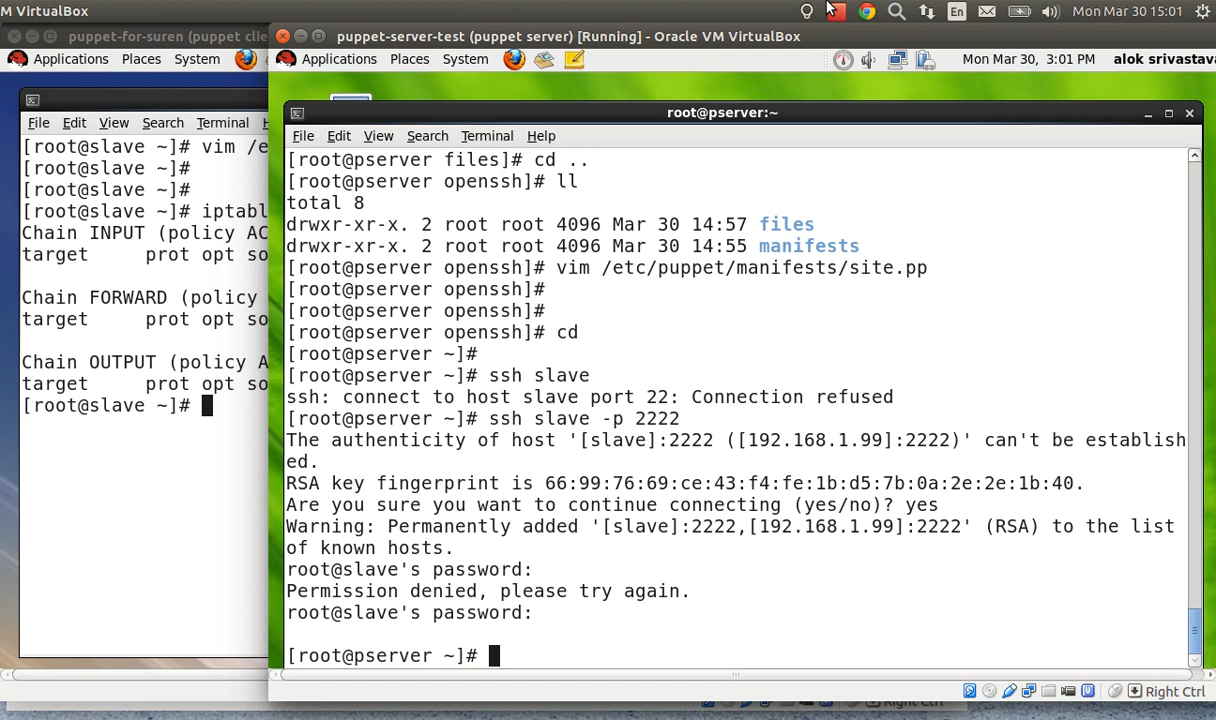 M VirtualBox
En
Mon Mar 30 15:01
puppet-for-suren (puppet clie
puppet-server-test (puppet server) [Running] - Oracle VM VirtualBox
Applications Places System
Applications Places System
Mon Mar 30, 3:01 PM alok srivastava
File Edit View Search Terminal H
[root@slave ~]# vim /e
[root@slave ~]#
[root@slave ~]#
[root@slave ~]# iptabl
Chain INPUT (policy AC
target prot opt so
Chain FORWARD (policy
target prot opt so
Chain OUTPUT (policy A
target prot opt so
[root@slave ~]#
root@pserver:~
File Edit View Search Terminal Help
[root@pserver files]# cd ..
[root@pserver openssh]# ll
total 8
drwxr-xr-x. 2 root root 4096 Mar 30 14:57 files
drwxr-xr-x. 2 root root 4096 Mar 30 14:55 manifests
[root@pserver openssh]# vim /etc/puppet/manifests/site.pp
[root@pserver openssh]#
[root@pserver openssh]#
[root@pserver openssh]# cd
[root@pserver ~]#
[root@pserver ~]# ssh slave
ssh: connect to host slave port 22: Connection refused
[root@pserver ~]# ssh slave -p 2222
The authenticity of host '[slave]:2222 ([192.168.1.99]:2222)' can't be establish
ed.
RSA key fingerprint is 66:99:76:69:ce:43:f4:fe:1b:d5:7b:0a:2e:2e:1b:40.
Are you sure you want to continue connecting (yes/no)? yes
Warning: Permanently added '[slave]:2222,[192.168.1.99]:2222' (RSA) to the list
of known hosts.
root@slave's password:
Permission denied, please try again.
root@slave's password:
[root@pserver ~]#
Right Ctrl
Right Ctrl